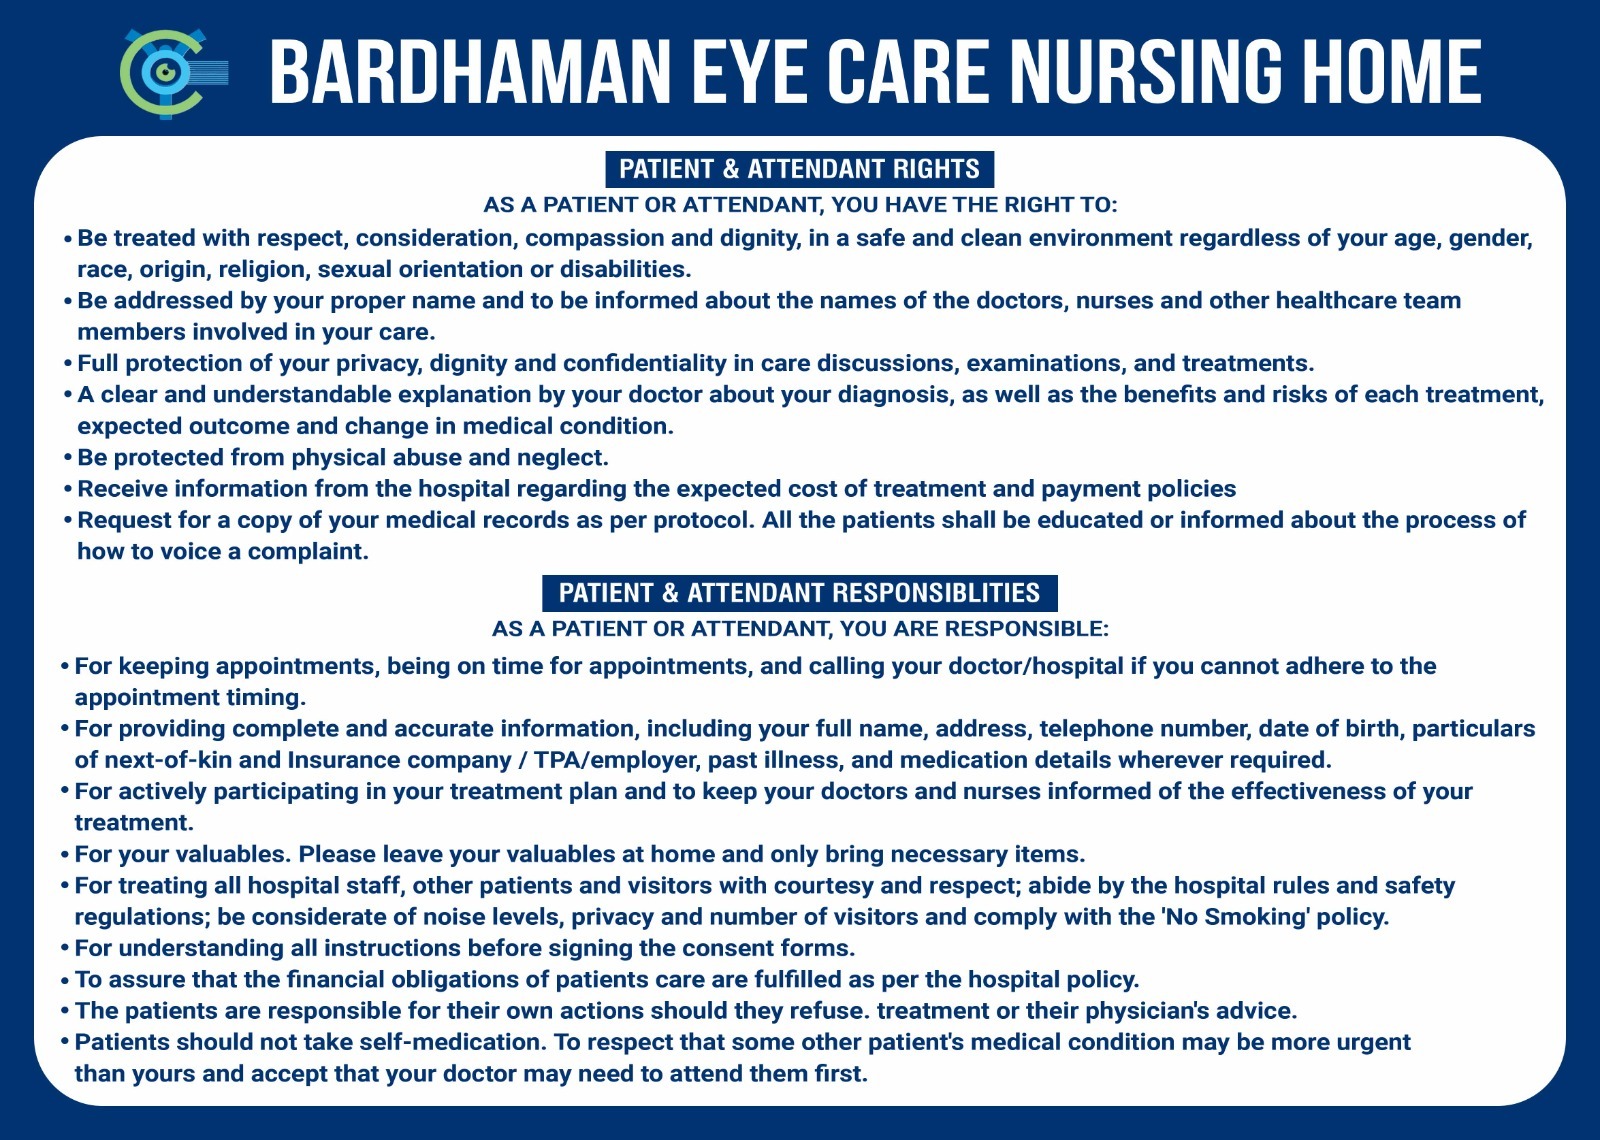 BARDHAMAN EYE CARE NURSING HOME
PATIENT & ATTENDANT RIGHTS
AS A PATIENT OR ATTENDANT, YOU HAVE THE RIGHT TO:
• Be treated with respect, consideration, compassion and dignity, in a safe and clean environment regardless of your age, gender,
race, origin, religion, sexual orientation or disabilities.
• Be addressed by your proper name and to be informed about the names of the doctors, nurses and other healthcare team
members involved in your care.
• Full protection of your privacy, dignity and confidentiality in care discussions, examinations, and treatments.
• A clear and understandable explanation by your doctor about your diagnosis, as well as the benefits and risks of each treatment,
expected outcome and change in medical condition.
• Be protected from physical abuse and neglect.
• Receive information from the hospital regarding the expected cost of treatment and payment policies
• Request for a copy of your medical records as per protocol. All the patients shall be educated or informed about the process of
how to voice a complaint.
PATIENT & ATTENDANT RESPONSIBLITIES
AS A PATIENT OR ATTENDANT, YOU ARE RESPONSIBLE:
• For keeping appointments, being on time for appointments, and calling your doctor/hospital if you cannot adhere to the
appointment timing.
• For providing complete and accurate information, including your full name, address, telephone number, date of birth, particulars
of next-of-kin and Insurance company / TPA/employer, past illness, and medication details wherever required.
• For actively participating in your treatment plan and to keep your doctors and nurses informed of the effectiveness of your
treatment.
• For your valuables. Please leave your valuables at home and only bring necessary items.
• For treating all hospital staff, other patients and visitors with courtesy and respect; abide by the hospital rules and safety
regulations; be considerate of noise levels, privacy and number of visitors and comply with the 'No Smoking' policy.
• For understanding all instructions before signing the consent forms.
• To assure that the financial obligations of patients care are fulfilled as per the hospital policy.
• The patients are responsible for their own actions should they refuse. treatment or their physician's advice.
• Patients should not take self-medication. To respect that some other patient's medical condition may be more urgent
than yours and accept that your doctor may need to attend them first.